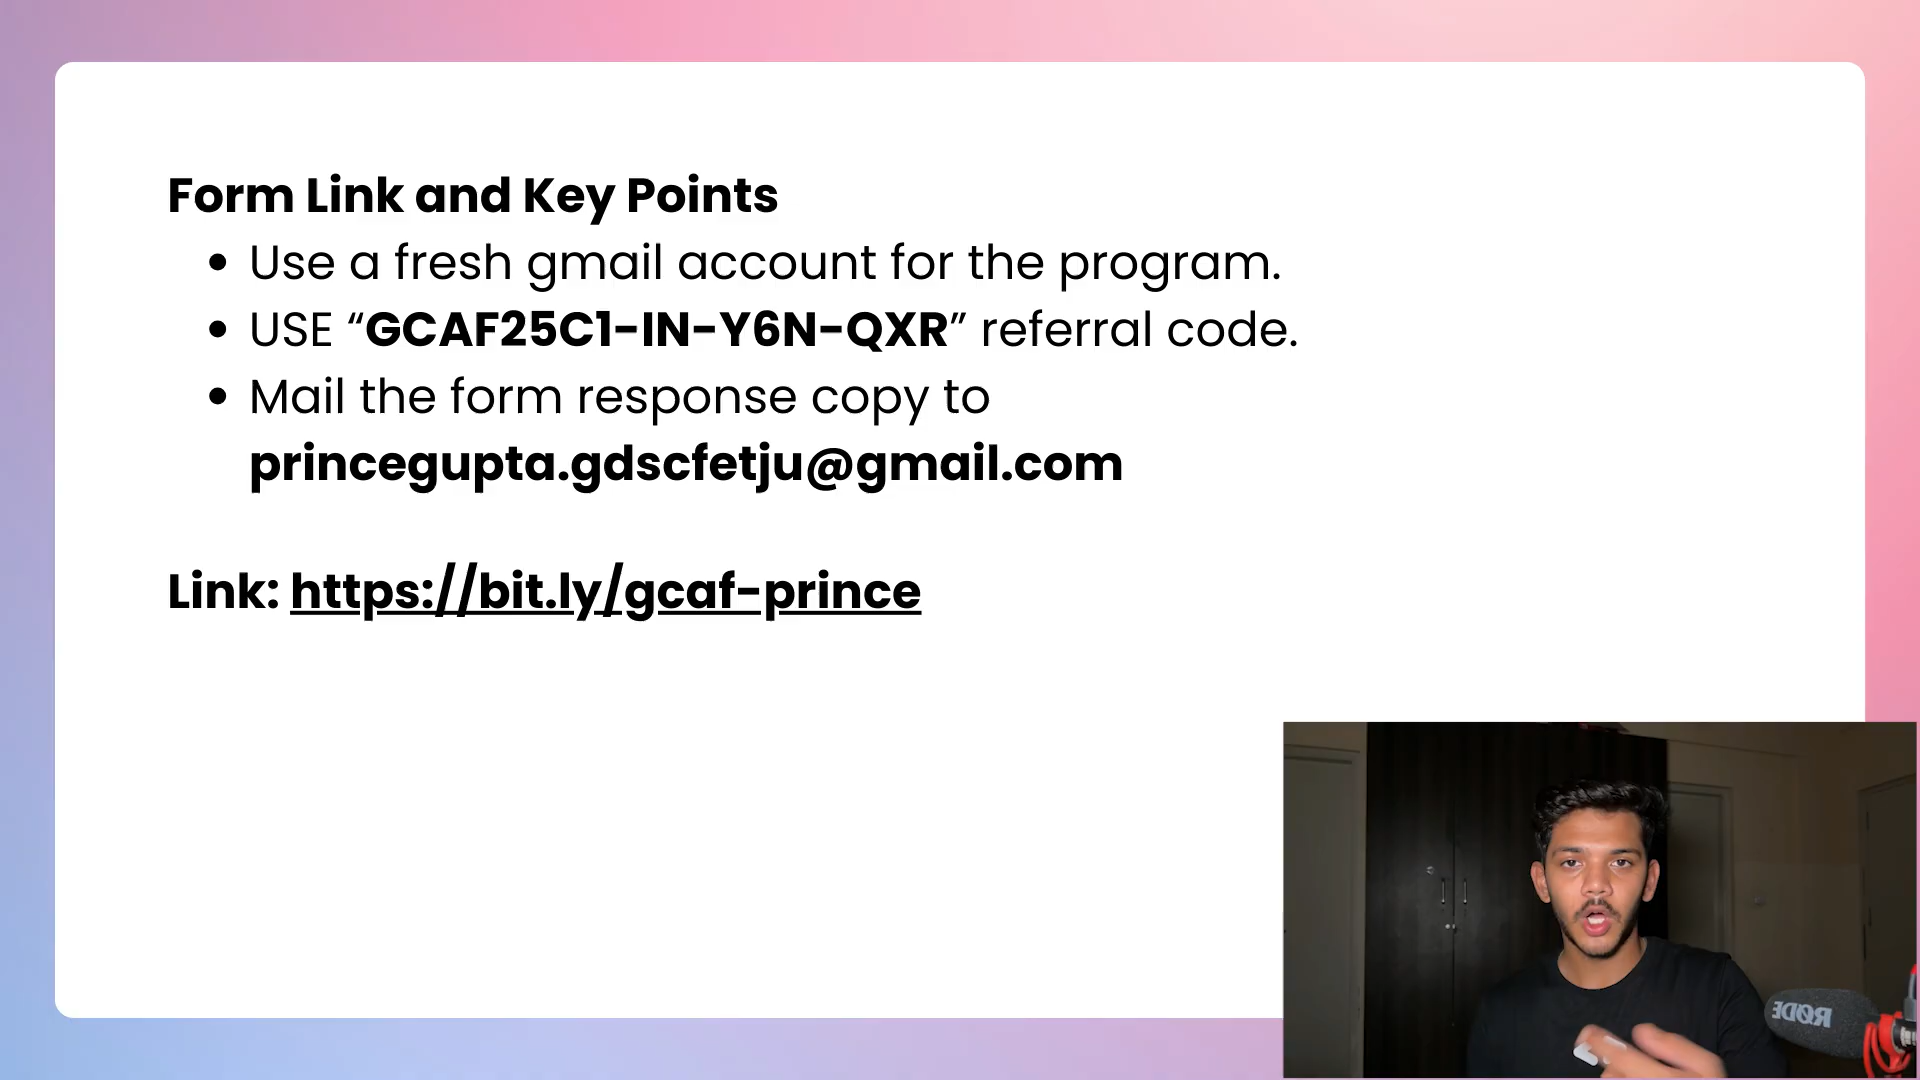 Form Link and Key Points
• Use a fresh gmail account for the program.
• USE “GCAF25C1-IN-Y6N-QXR” referral code.
• Mail the form response copy to
princegupta.gdscfetju@gmail.com
Link: https://bit.ly/gcaf-prince
RØDE